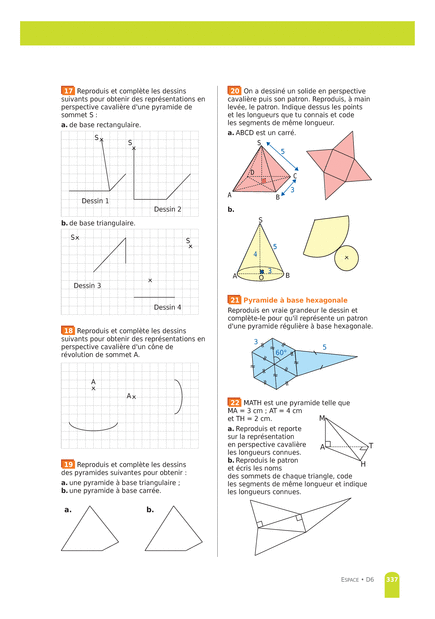 17 Reproduis et complète les dessins
suivants pour obtenir des représentations en
perspective cavalière d'une pyramide de
sommet S :
a. de base rectangulaire.
S
S
Dessin 1
Dessin 2
b. de base triangulaire.
S
S
Dessin 3
Dessin 4
18 Reproduis et complète les dessins
suivants pour obtenir des représentations en
perspective cavalière d'un cône de
révolution de sommet A.
A
A
19 Reproduis et complète les dessins
des pyramides suivantes pour obtenir :
a. une pyramide à base triangulaire ;
b. une pyramide à base carrée.
a.
b.
20 On a dessiné un solide en perspective
cavalière puis son patron. Reproduis, à main
levée, le patron. Indique dessus les points
et les longueurs que tu connais et code
les segments de même longueur.
a. ABCD est un carré.
S
5
D
C
3
A
B
b.
S
5
4
3
A
O
B
21 Pyramide à base hexagonale
Reproduis en vraie grandeur le dessin et
complète-le pour qu'il représente un patron
d'une pyramide régulière à base hexagonale.
3
60°
5
22 MATH est une pyramide telle que
MA = 3 cm ; AT = 4 cm
et TH = 2 cm.
a. Reproduis et reporte
sur la représentation
en perspective cavalière
les longueurs connues.
b. Reproduis le patron
et écris les noms
des sommets de chaque triangle, code
les segments de même longueur et indique
les longueurs connues.
M
A
T
H
ESPACE • D6
337